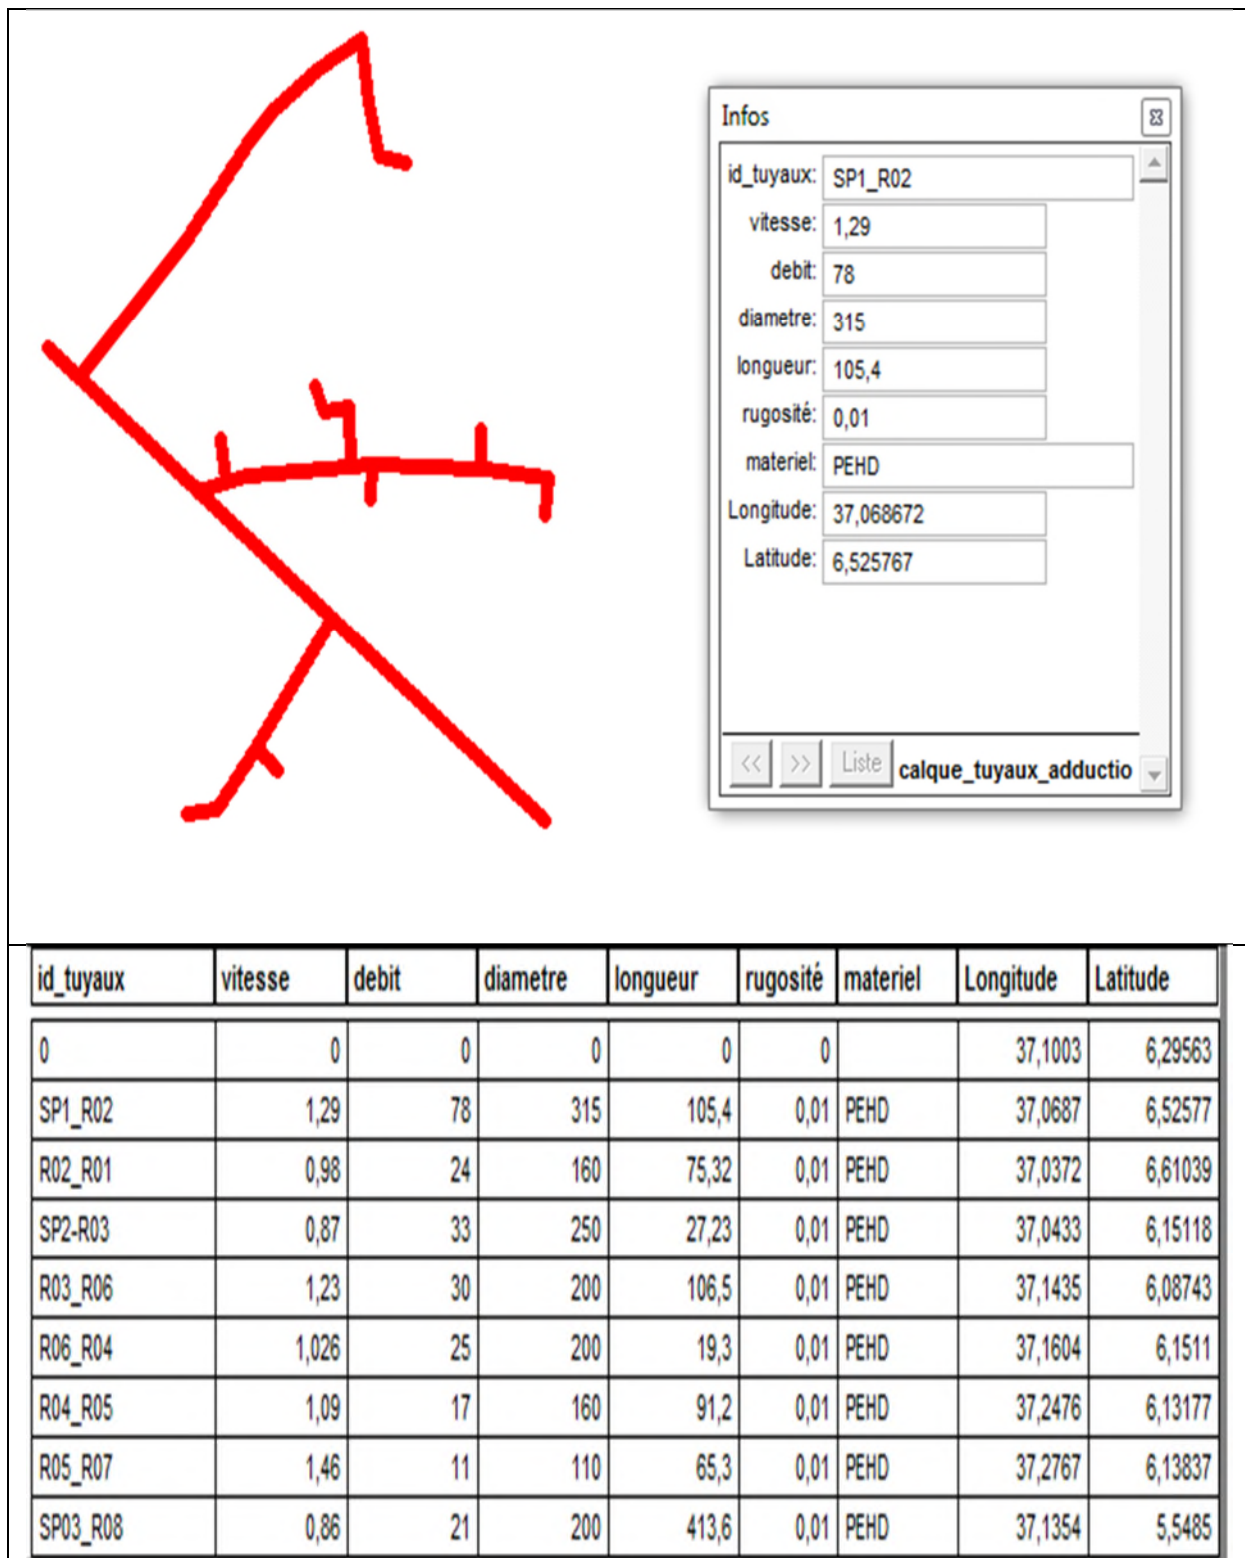 Infos
id_tuyaux: SP1_R02
vitesse: 1,29
debit: 78
diametre: 315
longueur: 105,4
rugosité: 0,01
materiel: PEHD
Longitude: 37,068672
Latitude: 6,525767
<< >> Liste calque_tuyaux_adductio
id_tuyaux vitesse debit diametre longueur rugosité materiel Longitude Latitude
0 0 0 0 0 0 37,1003 6,29563
SP1_R02 1,29 78 315 105,4 0,01 PEHD 37,0687 6,52577
R02_R01 0,98 24 160 75,32 0,01 PEHD 37,0372 6,61039
SP2-R03 0,87 33 250 27,23 0,01 PEHD 37,0433 6,15118
R03_R06 1,23 30 200 106,5 0,01 PEHD 37,1435 6,08743
R06_R04 1,026 25 200 19,3 0,01 PEHD 37,1604 6,1511
R04_R05 1,09 17 160 91,2 0,01 PEHD 37,2476 6,13177
R05_R07 1,46 11 110 65,3 0,01 PEHD 37,2767 6,13837
SP03_R08 0,86 21 200 413,6 0,01 PEHD 37,1354 5,5485